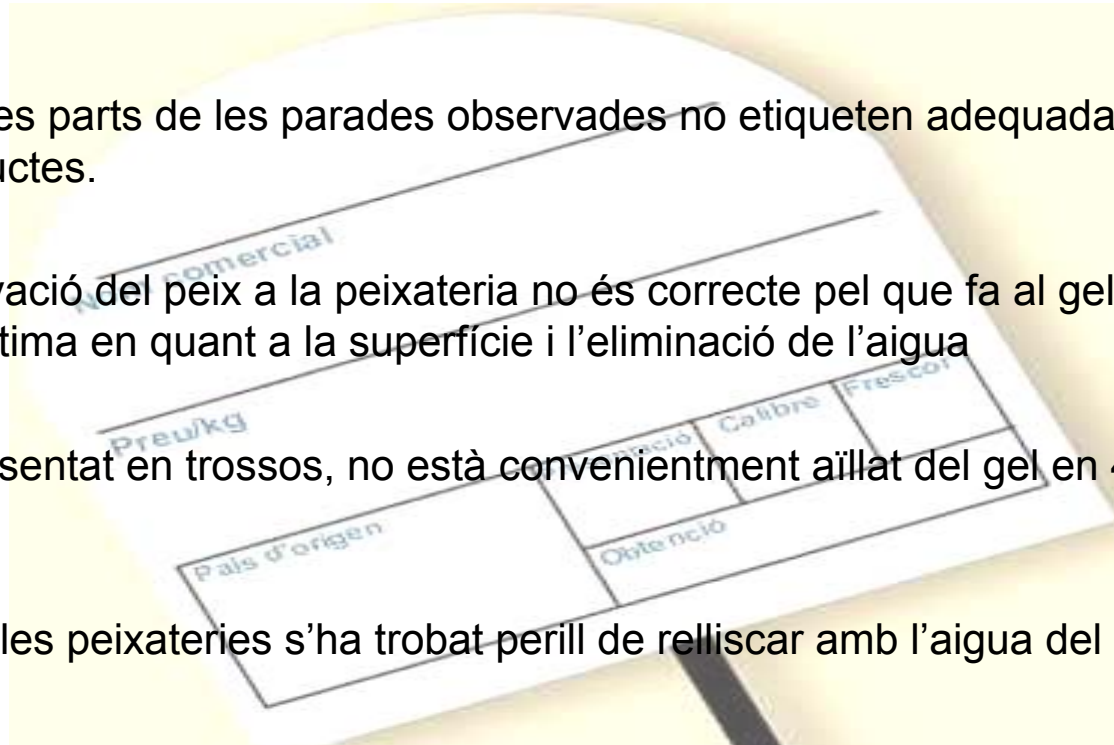 es parts de les parades observades no etiqueten adequada
uctes.
Nom comercial
vació del peix a la peixateria no és correcte pel que fa al gel
tima en quant a la superfície i l’eliminació de l’aigua
Preu/kg
Calibre
Frescor
sentat en trossos, no està convenientment aïllat del gel en
País d'origen
Obtenció
les peixateries s’ha trobat perill de relliscar amb l’aigua del